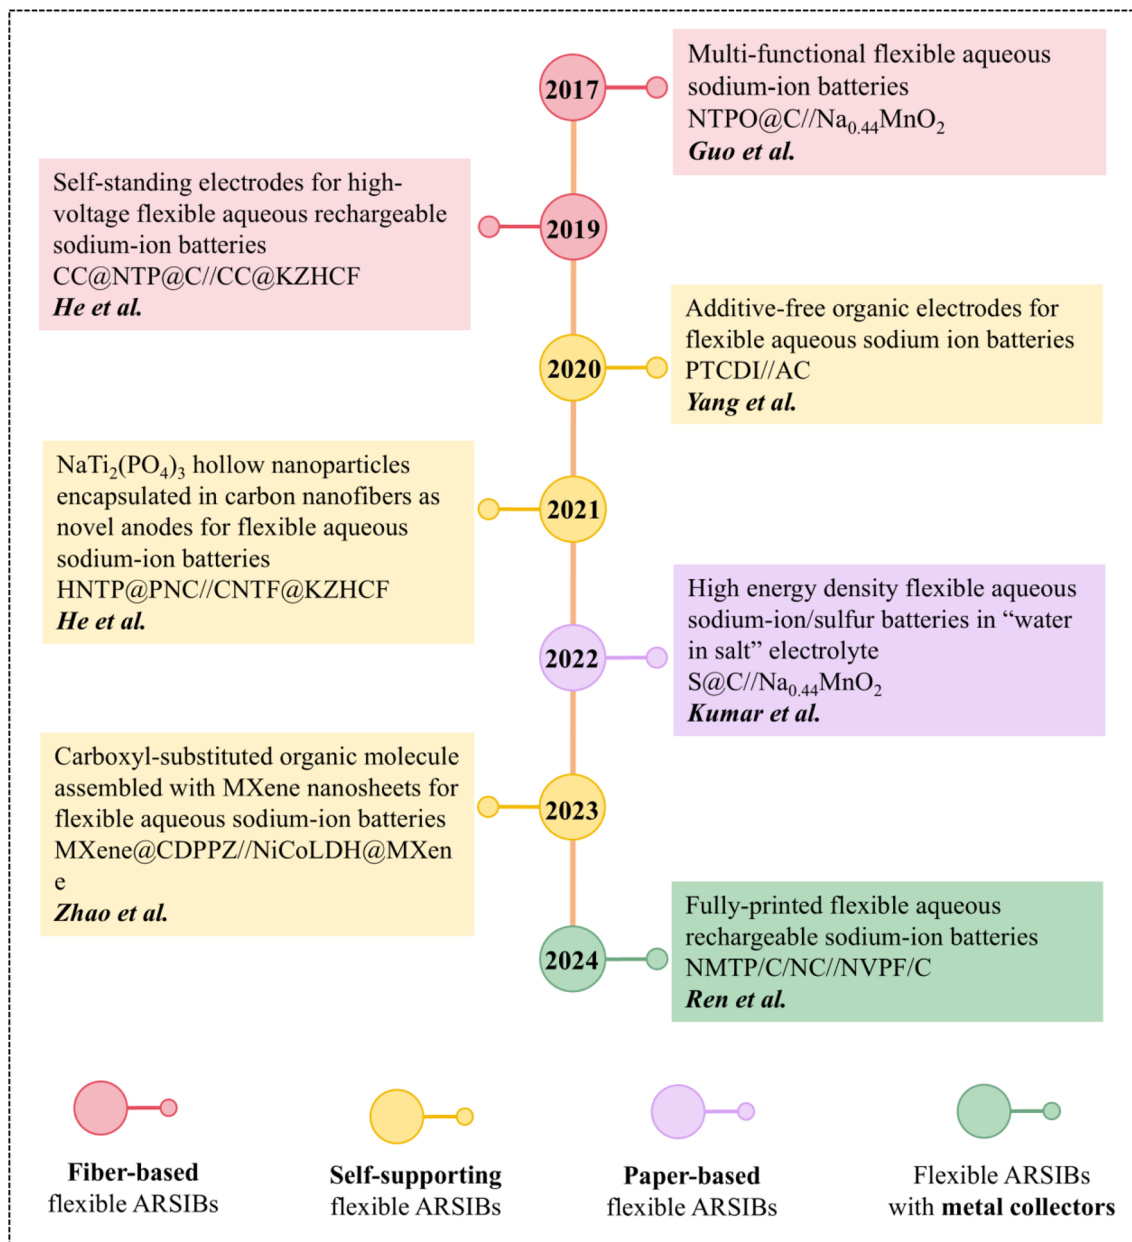 2017
Multi-functional flexible aqueous
sodium-ion batteries
NTPO@C//Na₀.₄₄MnO₂
Guo et al.
2019
Self-standing electrodes for high-
voltage flexible aqueous rechargeable
sodium-ion batteries
CC@NTP@C//CC@KZHCF
He et al.
2020
Additive-free organic electrodes for
flexible aqueous sodium ion batteries
PTCDI//AC
Yang et al.
2021
NaTi₂(PO₄)₃ hollow nanoparticles
encapsulated in carbon nanofibers as
novel anodes for flexible aqueous
sodium-ion batteries
HNTP@PNC//CNTF@KZHCF
He et al.
2022
High energy density flexible aqueous
sodium-ion/sulfur batteries in “water
in salt” electrolyte
S@C//Na₀.₄₄MnO₂
Kumar et al.
2023
Carboxyl-substituted organic molecule
assembled with MXene nanosheets for
flexible aqueous sodium-ion batteries
MXene@CDPPZ//NiCoLDH@MXen
e
Zhao et al.
2024
Fully-printed flexible aqueous
rechargeable sodium-ion batteries
NMTP/C/NC//NVPF/C
Ren et al.
Fiber-based
flexible ARSIBs
Self-supporting
flexible ARSIBs
Paper-based
flexible ARSIBs
Flexible ARSIBs
with metal collectors